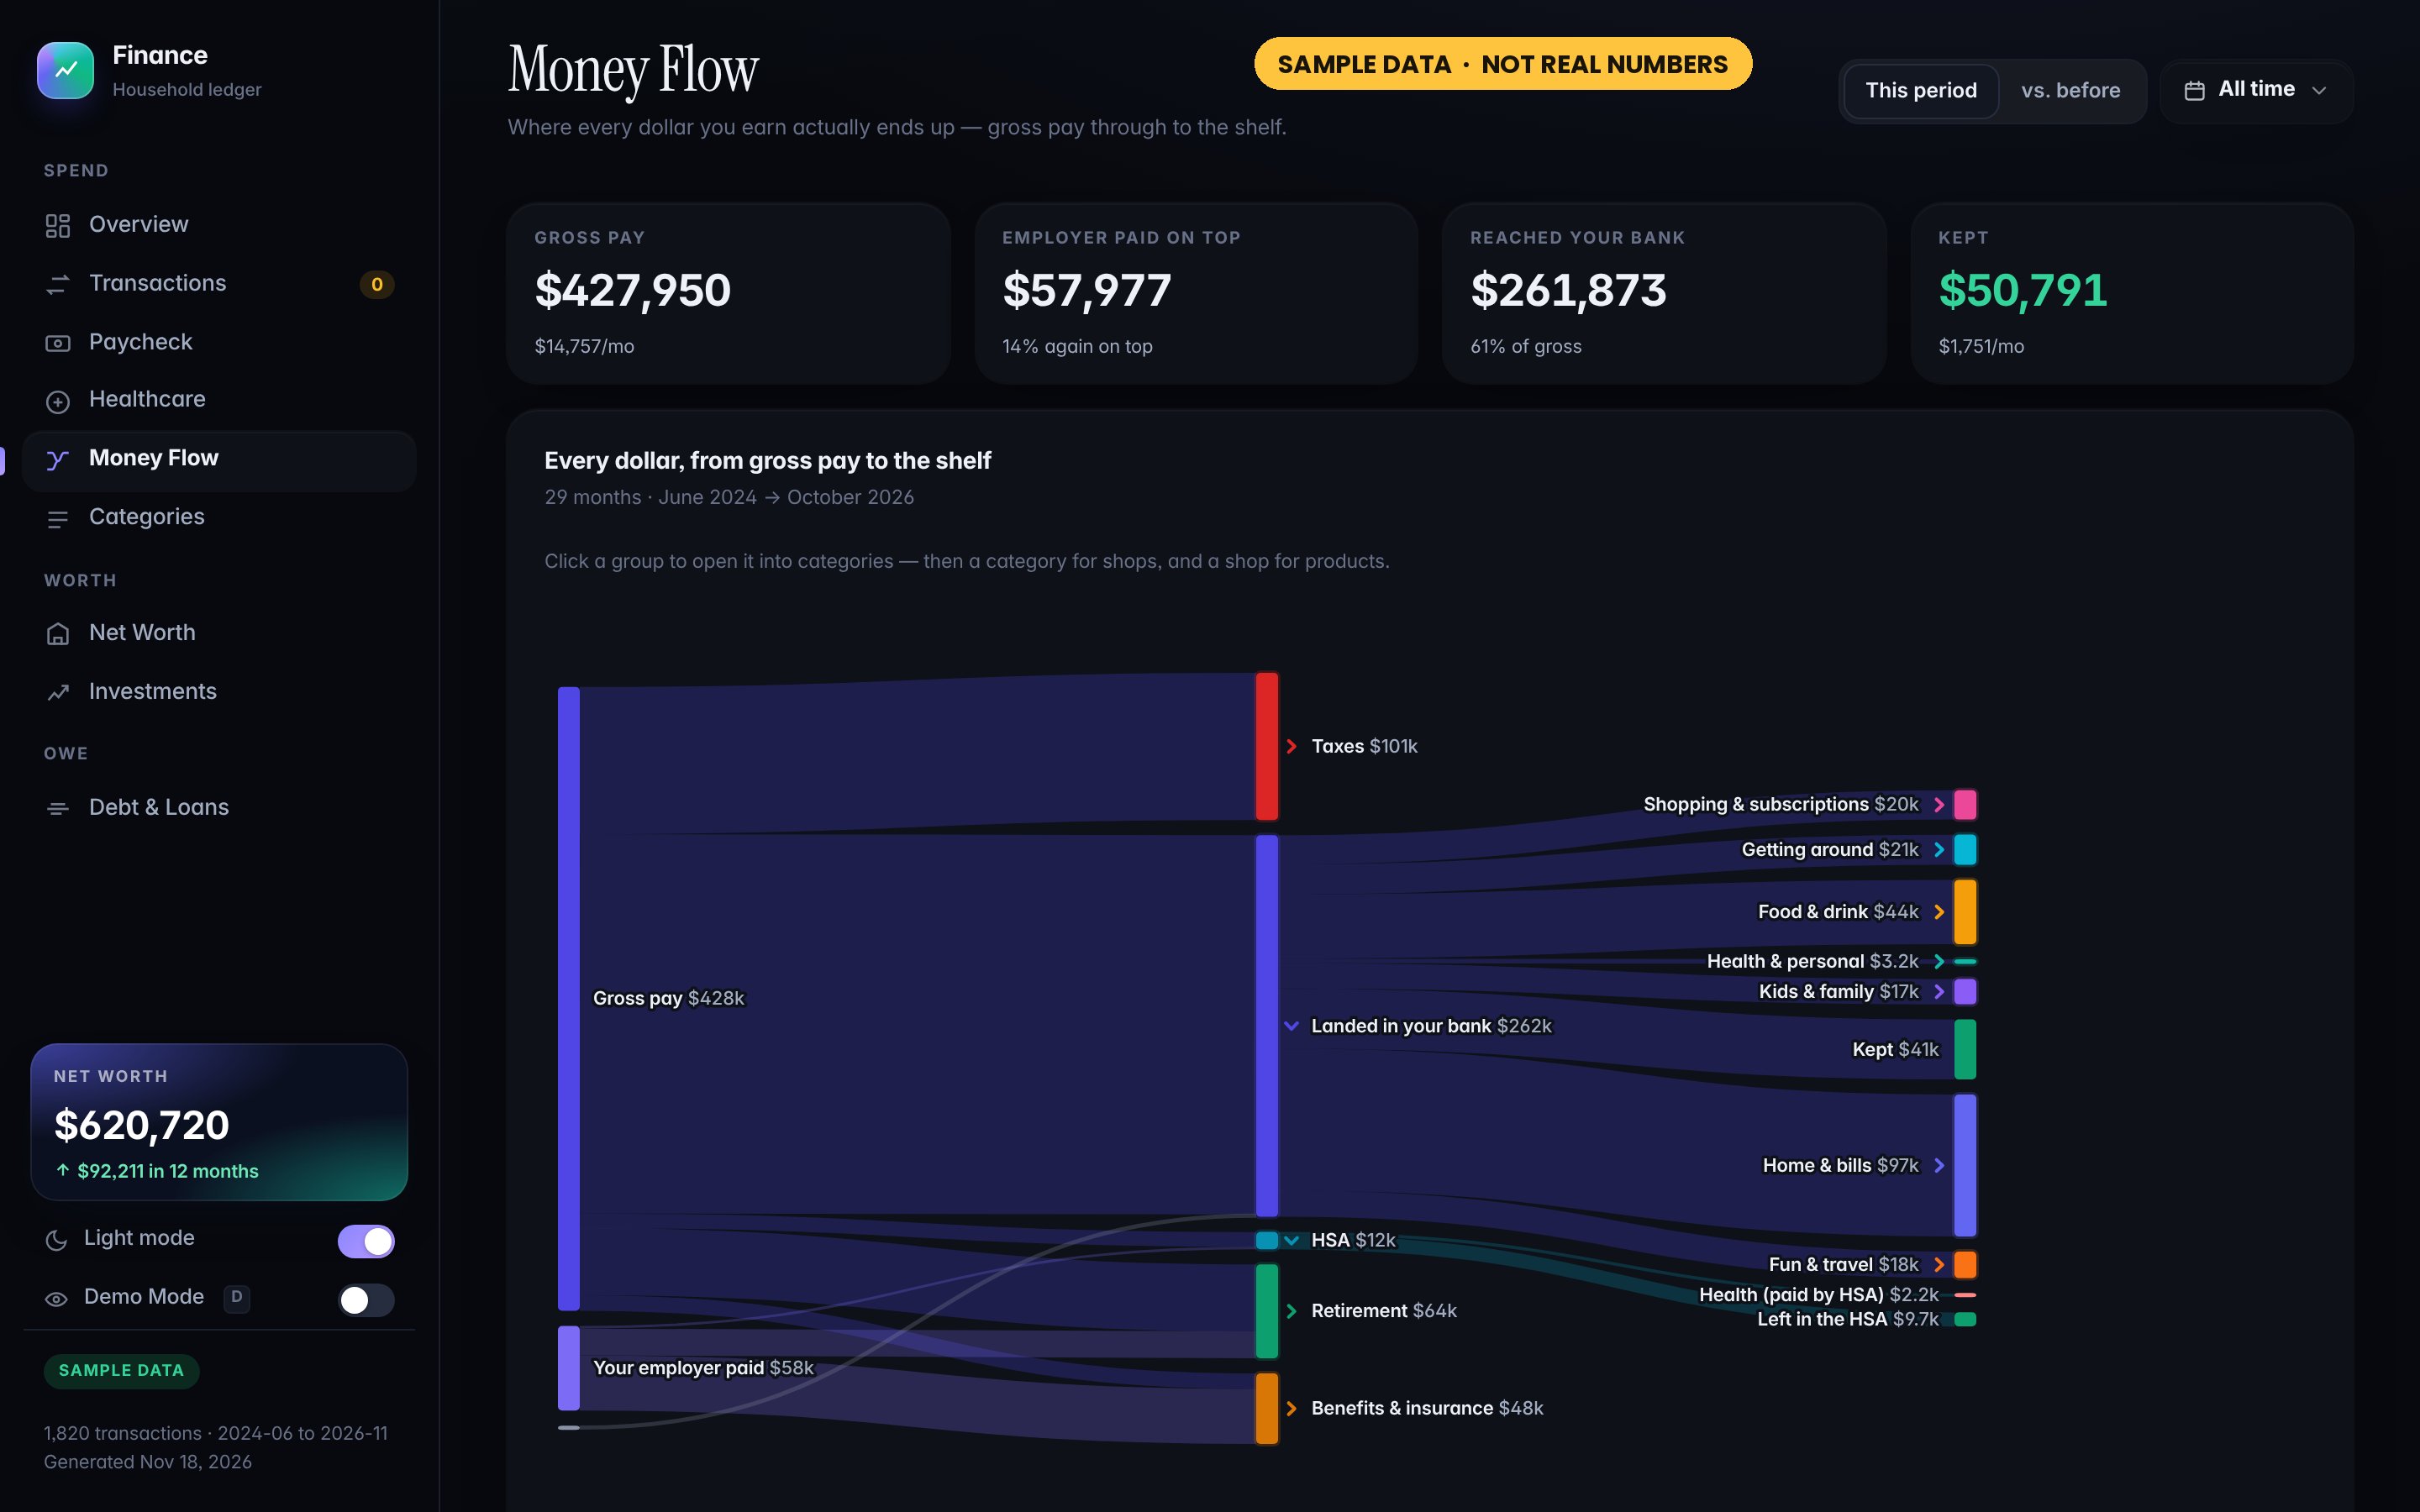 Finance
Household ledger
SPEND
Overview
Transactions 0
Paycheck
Healthcare
Money Flow
Categories
WORTH
Net Worth
Investments
OWE
Debt & Loans
NET WORTH
$620,720
↑ $92,211 in 12 months
Light mode
Demo Mode D
SAMPLE DATA
1,820 transactions · 2024-06 to 2026-11
Generated Nov 18, 2026
Money Flow
Where every dollar you earn actually ends up — gross pay through to the shelf.
SAMPLE DATA · NOT REAL NUMBERS
This period
vs. before
All time
GROSS PAY
$427,950
$14,757/mo
EMPLOYER PAID ON TOP
$57,977
14% again on top
REACHED YOUR BANK
$261,873
61% of gross
KEPT
$50,791
$1,751/mo
Every dollar, from gross pay to the shelf
29 months · June 2024 → October 2026
Click a group to open it into categories — then a category for shops, and a shop for products.
Gross pay $428k
Your employer paid $58k
Taxes $101k
Landed in your bank $262k
HSA $12k
Retirement $64k
Benefits & insurance $48k
Shopping & subscriptions $20k
Getting around $21k
Food & drink $44k
Health & personal $3.2k
Kids & family $17k
Kept $41k
Home & bills $97k
Fun & travel $18k
Health (paid by HSA) $2.2k
Left in the HSA $9.7k